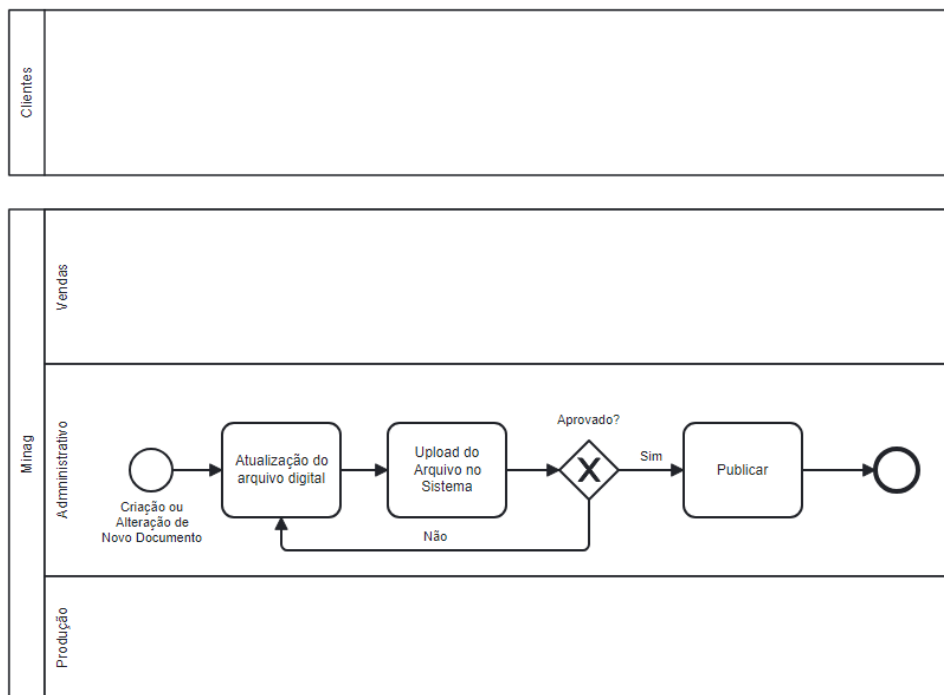 Clientes
Minag
Vendas
Admninistrativo
Criação ou
Alteração de
Novo Documento
Atualização do
arquivo digital
Upload do
Arquivo no
Sistema
Aprovado?
Sim
Não
Publicar
Produção